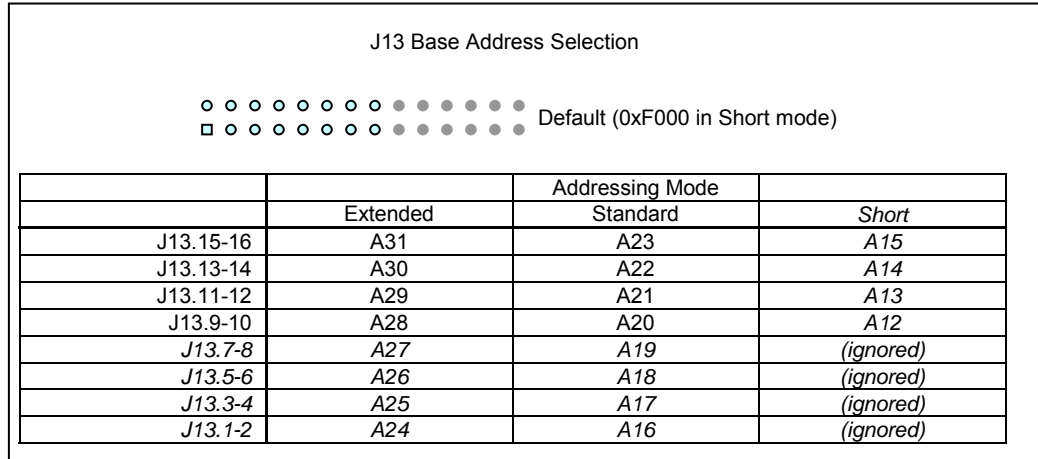 J13 Base Address Selection
Default (0xF000 in Short mode)
Addressing Mode
Extended Standard Short
J13.15-16 A31 A23 A15
J13.13-14 A30 A22 A14
J13.11-12 A29 A21 A13
J13.9-10 A28 A20 A12
J13.7-8 A27 A19 (ignored)
J13.5-6 A26 A18 (ignored)
J13.3-4 A25 A17 (ignored)
J13.1-2 A24 A16 (ignored)